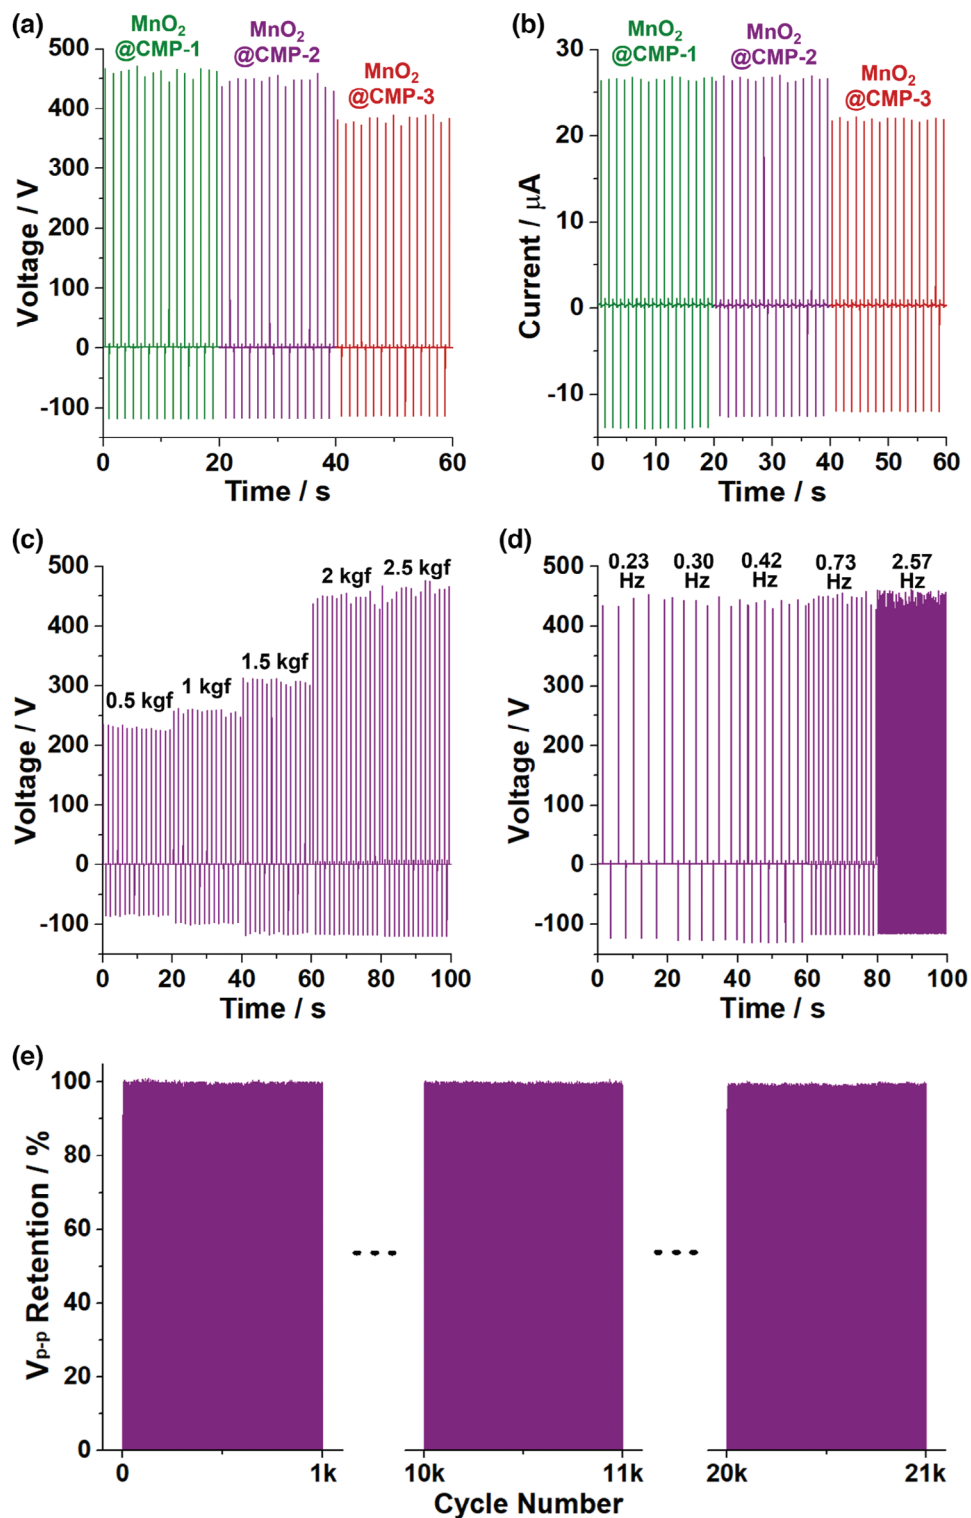 (a)
MnO2
@CMP-1
MnO2
@CMP-2
MnO2
@CMP-3
500
400
300
200
100
0
-100
Voltage / V
0 20 40 60
Time / s
(b)
MnO2
@CMP-1
MnO2
@CMP-2
MnO2
@CMP-3
30
20
10
0
-10
Current / μA
0 10 20 30 40 50 60
Time / s
(c)
0.5 kgf
1 kgf
1.5 kgf
2 kgf
2.5 kgf
500
400
300
200
100
0
-100
Voltage / V
0 20 40 60 80 100
Time / s
(d)
0.23
Hz
0.30
Hz
0.42
Hz
0.73
Hz
2.57
Hz
500
400
300
200
100
0
-100
Voltage / V
0 20 40 60 80 100
Time / s
(e)
100
80
60
40
20
0
Vp-p Retention / %
0 1k 10k 11k 20k 21k
Cycle Number